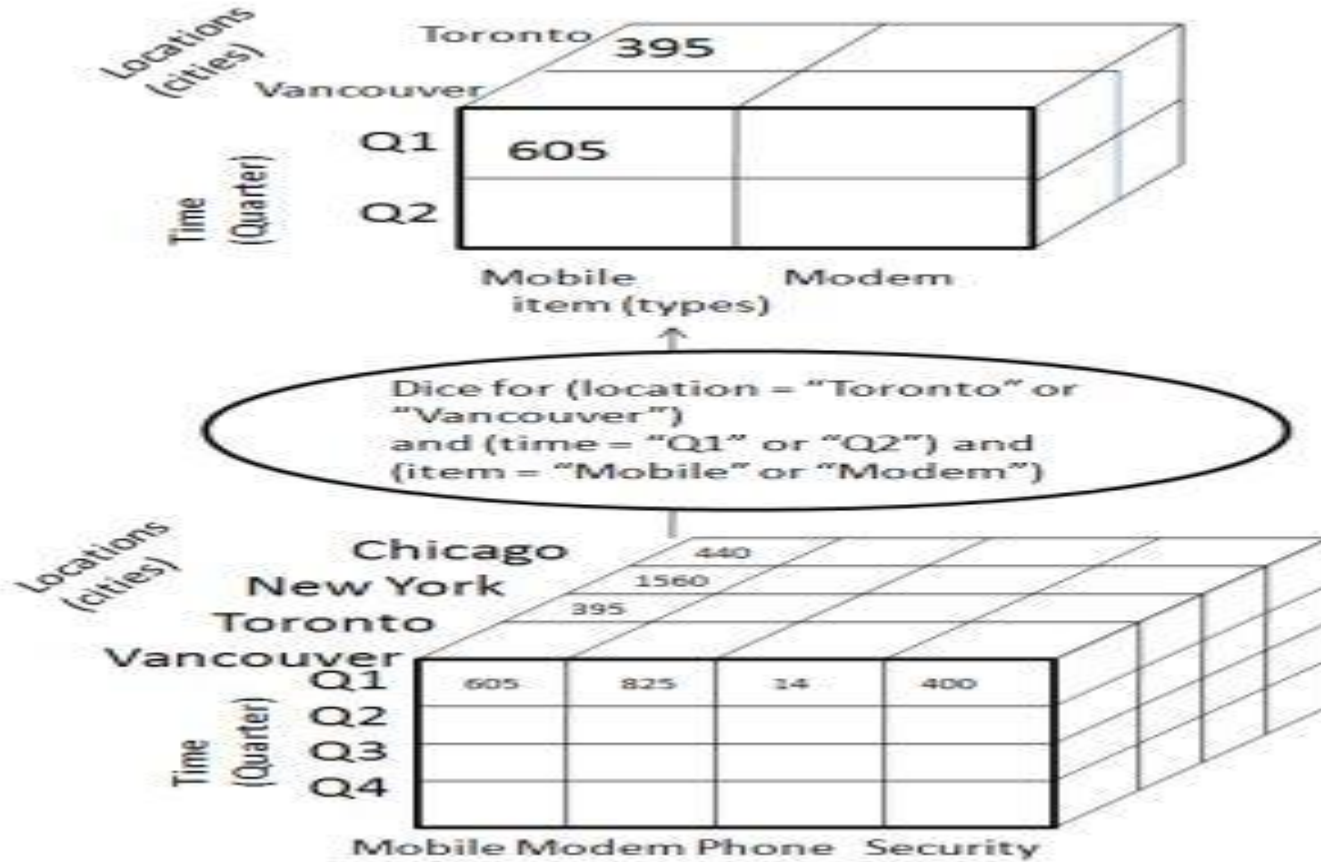 Locations
(cities)
Toronto
395
Vancouver
Time
(Quarter)
Q1
605
Q2
Mobile Modem
item (types)
Dice for (location = “Toronto” or
“Vancouver”)
and (time = “Q1” or “Q2”) and
(item = “Mobile” or “Modem”)
Locations
(cities)
Chicago 440
New York 1560
Toronto 395
Vancouver
Time
(Quarter)
Q1 605 825 14 400
Q2
Q3
Q4
Mobile Modem Phone Security